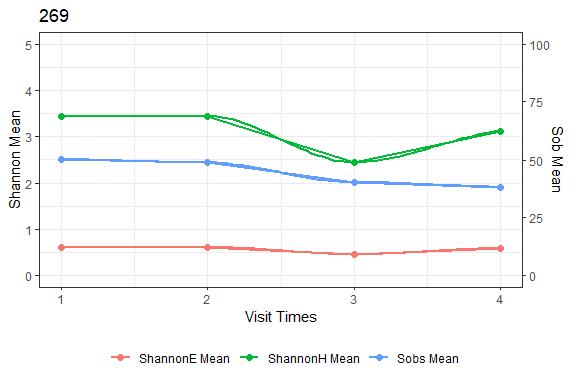 269
5
4
3
2
1
0
Shannon Mean
100
75
50
25
0
Sob Mean
1 2 3 4
Visit Times
ShannonE Mean ShannonH Mean Sobs Mean